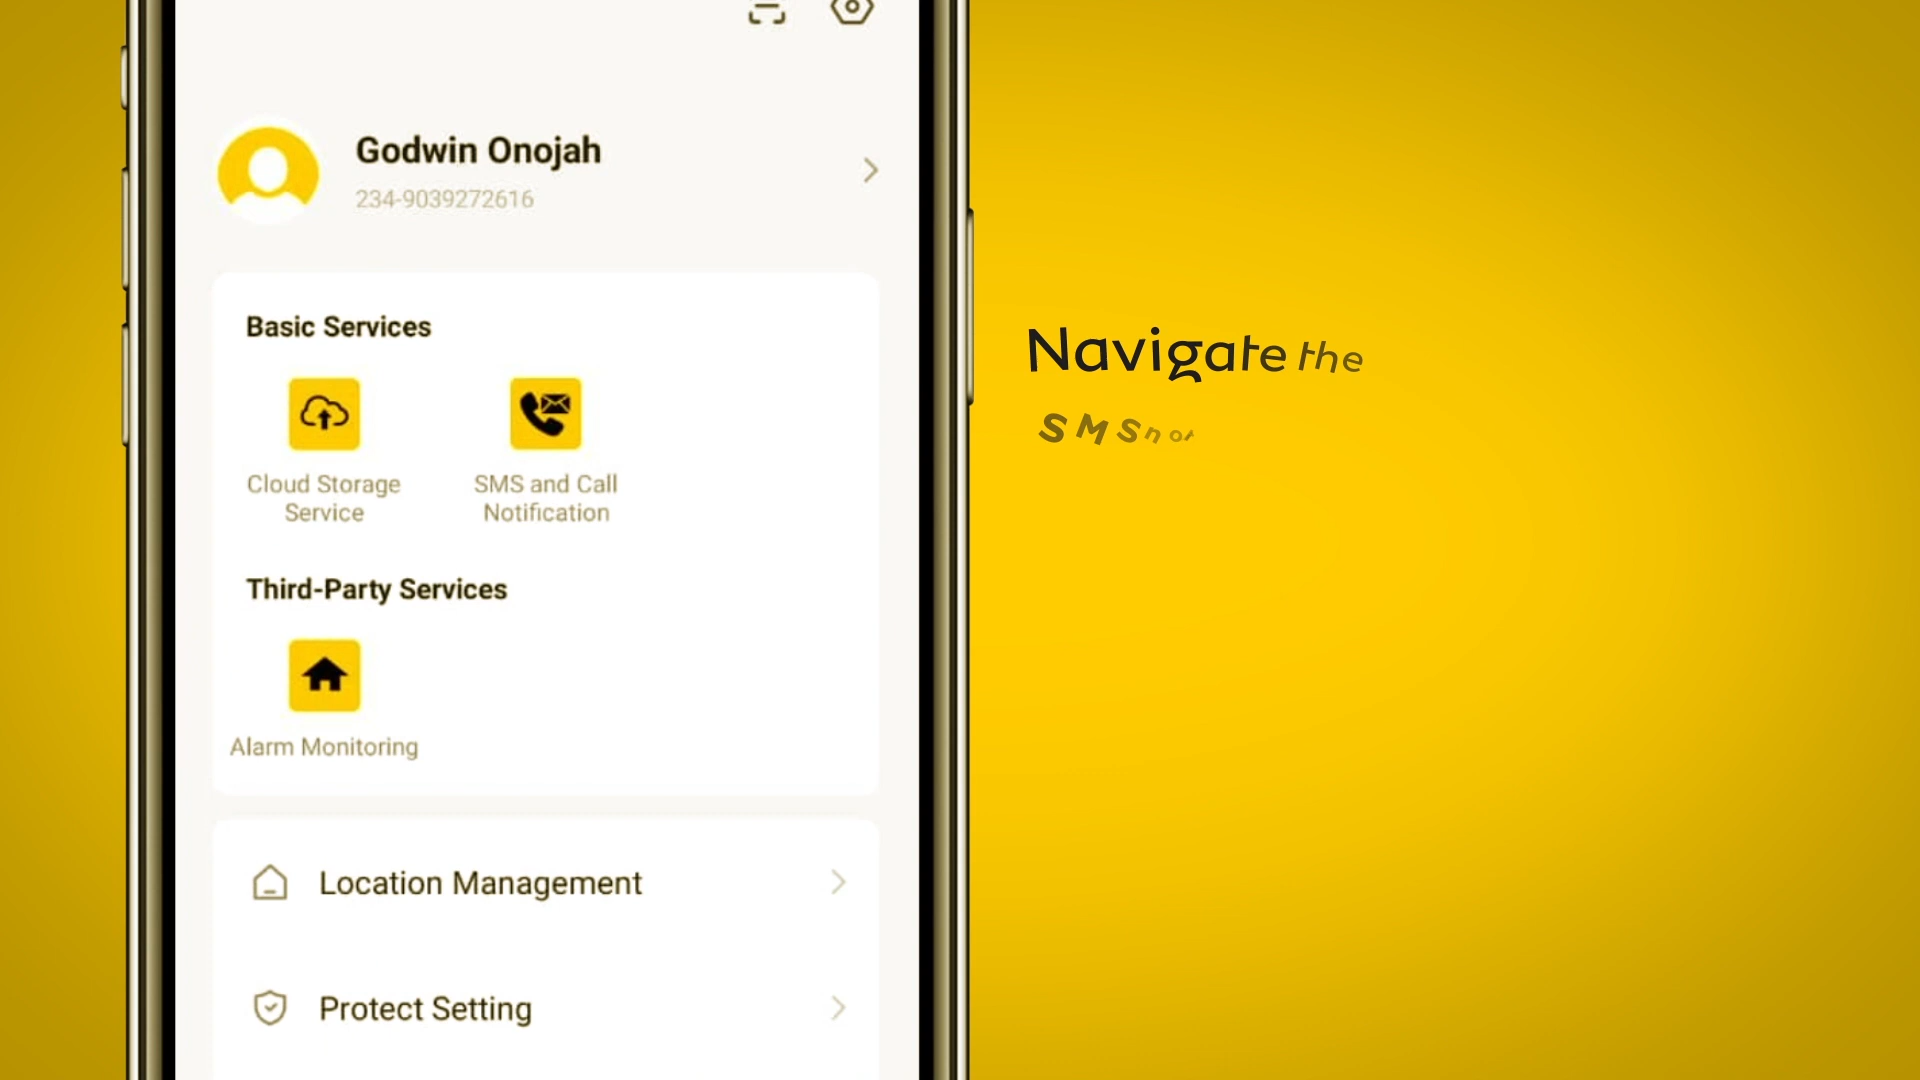 Godwin Onojah
234-9039272616
Basic Services
Cloud Storage
Service
SMS and Call
Notification
Third-Party Services
Alarm Monitoring
Location Management
Protect Setting
Navigate the
SMS